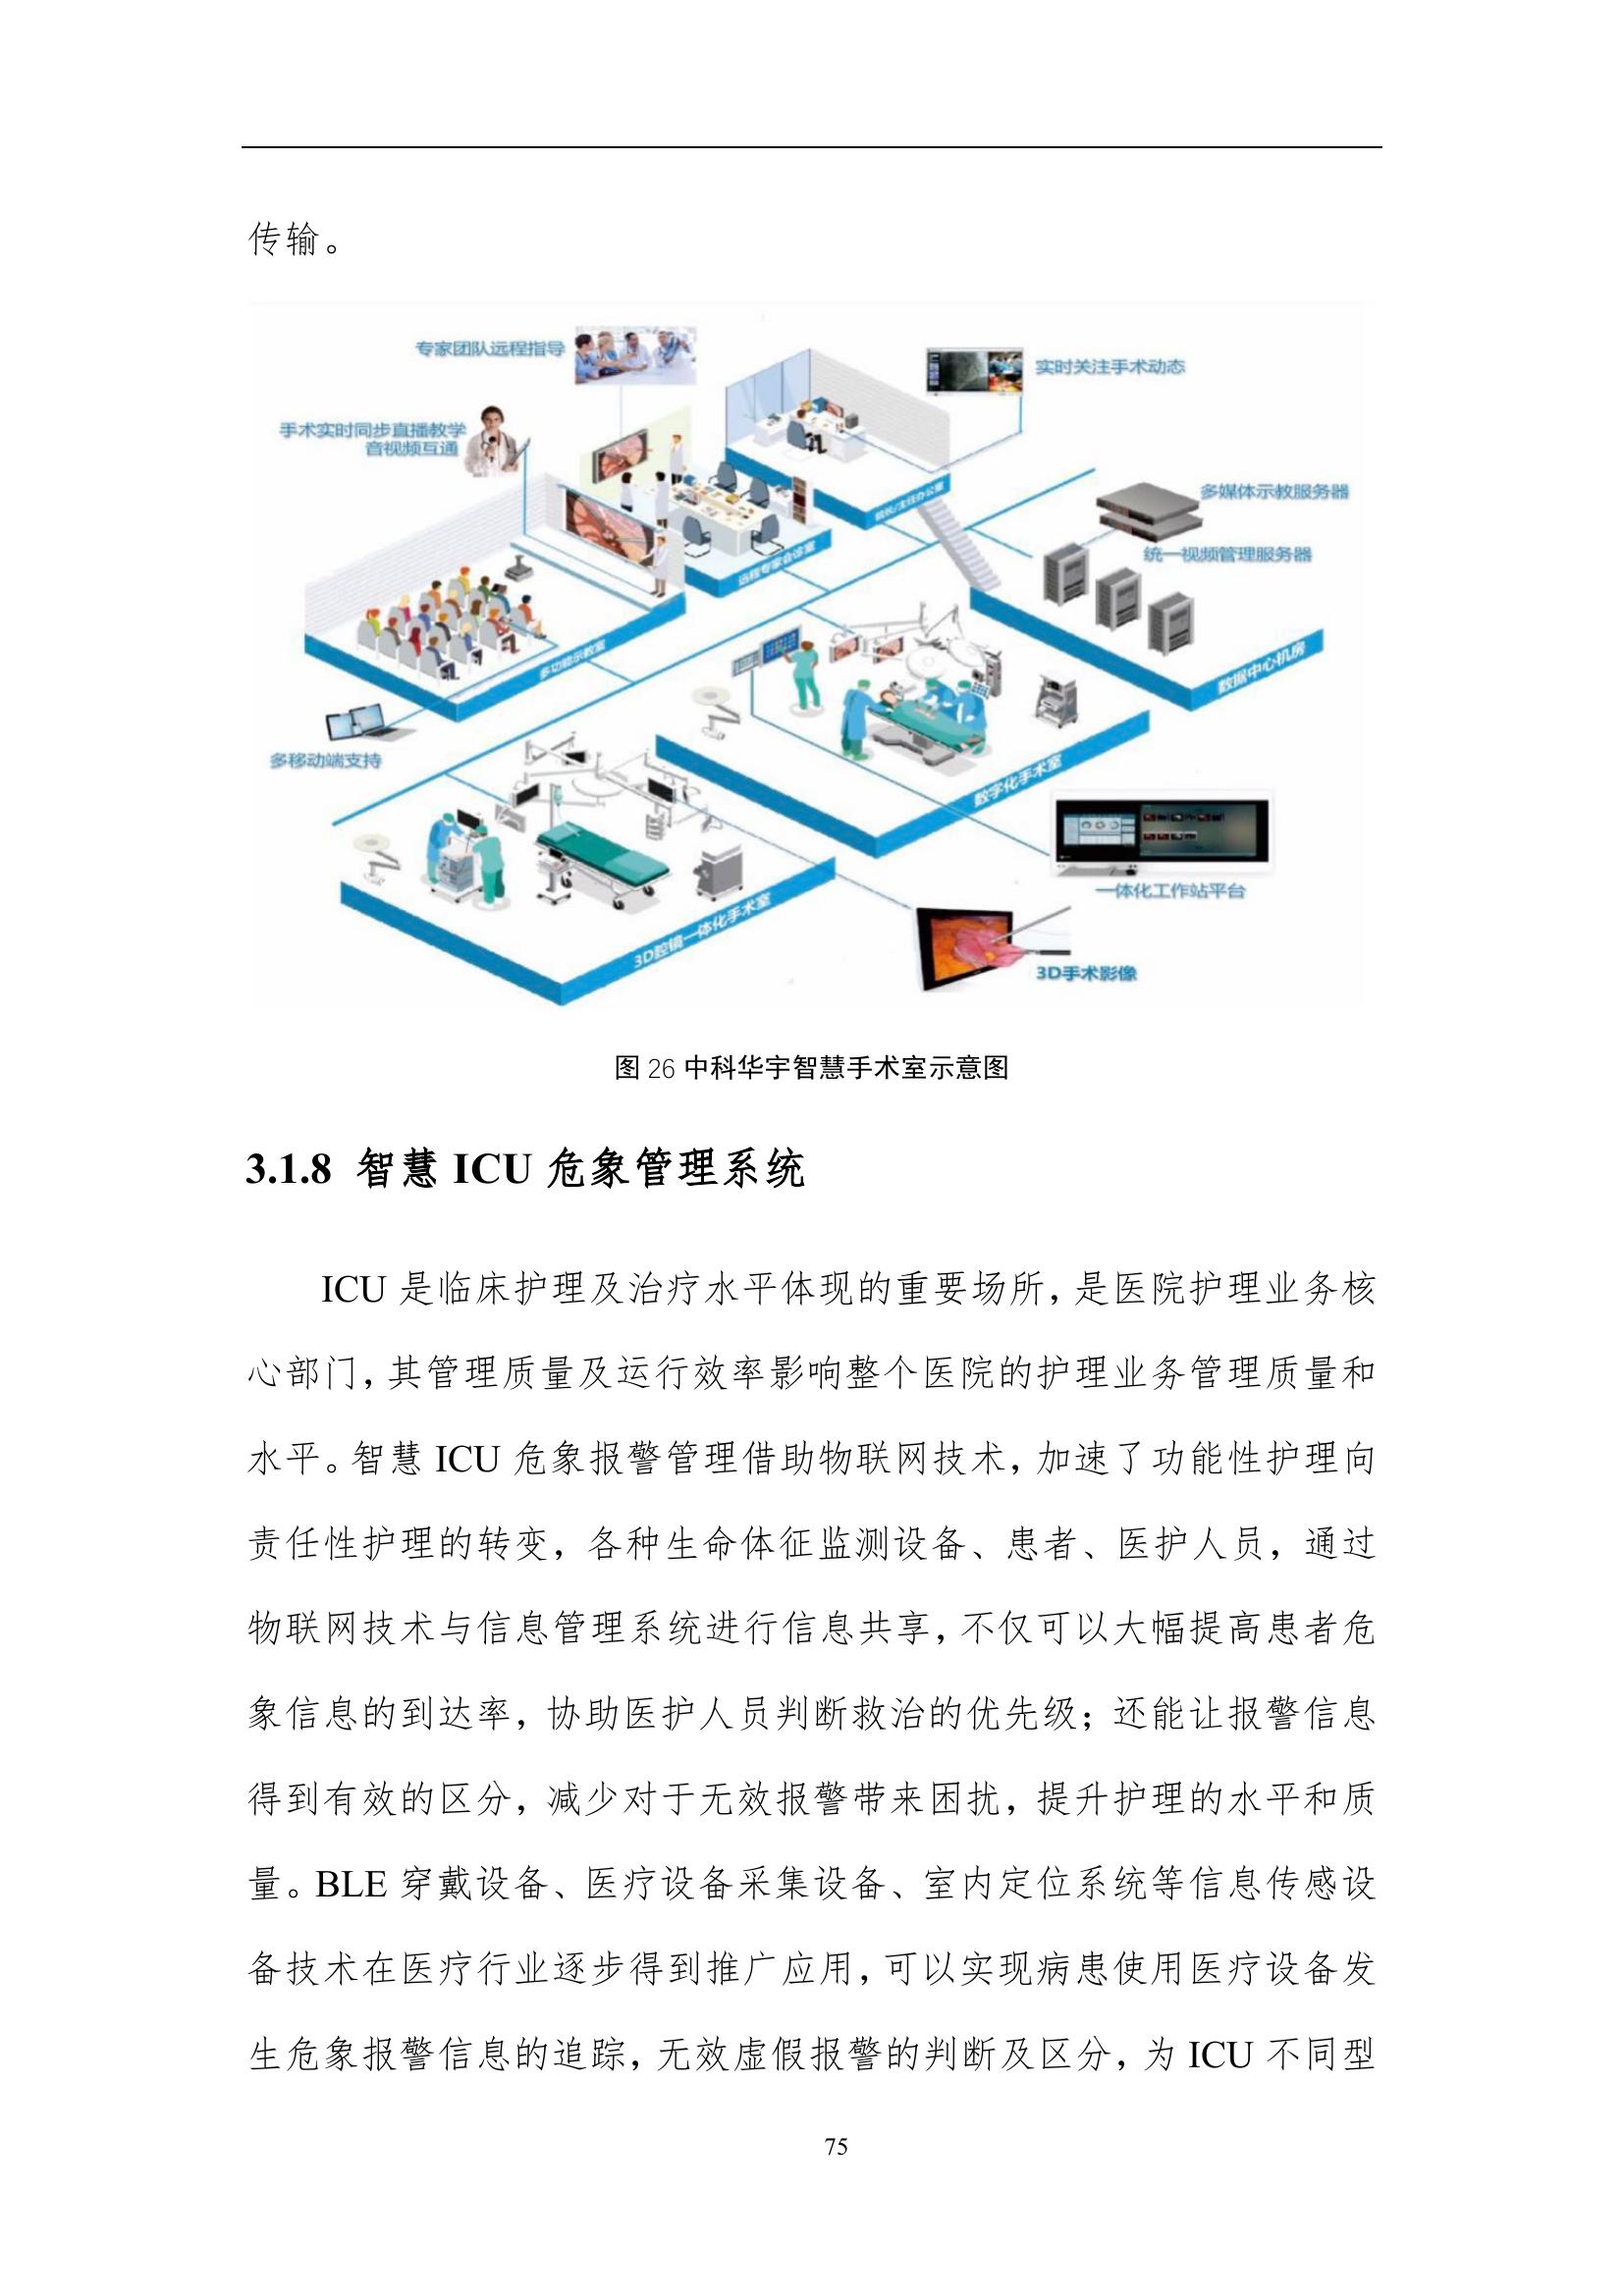 传输。
专家团队远程指导
实时关注手术动态
手术实时同步直播教学
音视频互通
多媒体示教服务器
院长/主任办公室
统一视频管理服务器
远程专家会诊室
多功能示教室
数据中心机房
多移动端支持
数字化手术室
一体化工作站平台
3D腔镜一体化手术室
3D手术影像
图 26 中科华宇智慧手术室示意图
3.1.8 智慧 ICU 危象管理系统
ICU 是临床护理及治疗水平体现的重要场所，是医院护理业务核
心部门，其管理质量及运行效率影响整个医院的护理业务管理质量和
水平。智慧 ICU 危象报警管理借助物联网技术，加速了功能性护理向
责任性护理的转变，各种生命体征监测设备、患者、医护人员，通过
物联网技术与信息管理系统进行信息共享，不仅可以大幅提高患者危
象信息的到达率，协助医护人员判断救治的优先级；还能让报警信息
得到有效的区分，减少对于无效报警带来困扰，提升护理的水平和质
量。BLE 穿戴设备、医疗设备采集设备、室内定位系统等信息传感设
备技术在医疗行业逐步得到推广应用，可以实现病患使用医疗设备发
生危象报警信息的追踪，无效虚假报警的判断及区分，为 ICU 不同型
75